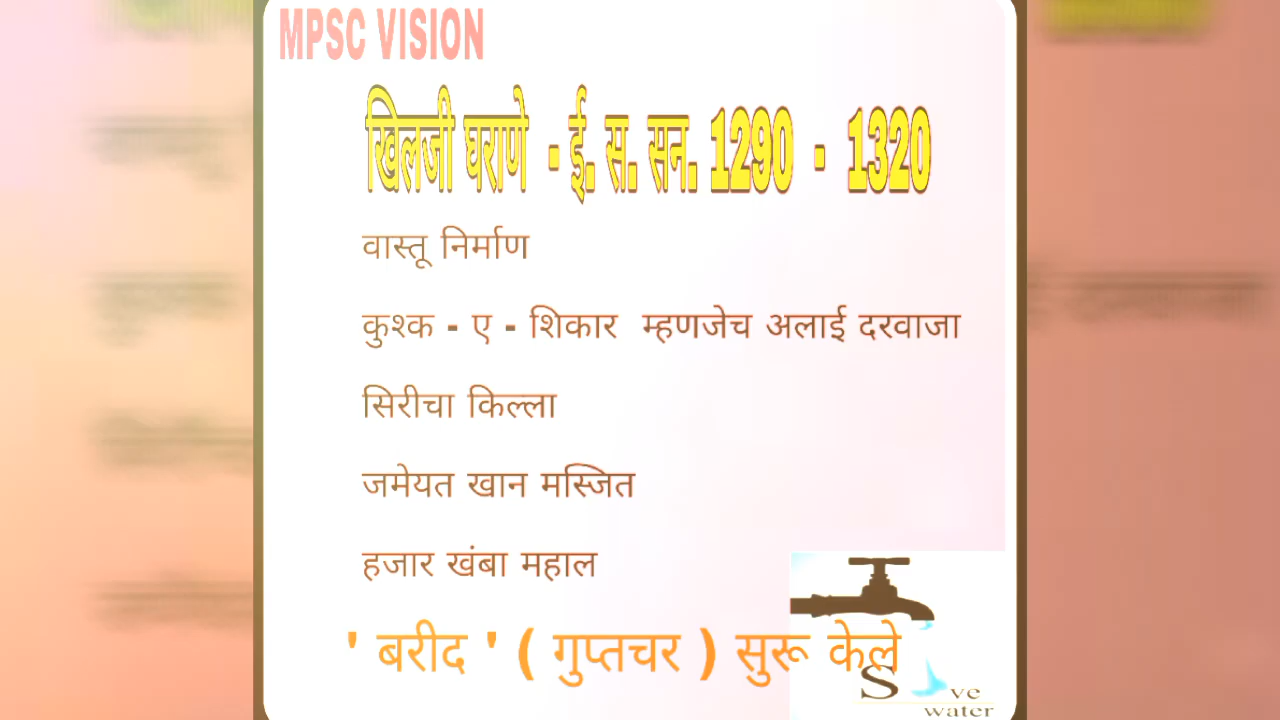 MPSC VISION
खिलजी घराणे - ई. स. सन. 1290 - 1320
वास्तू निर्माण
कुश्क - ए - शिकार म्हणजेच अलाई दरवाजा
सिरीचा किल्ला
जमेयत खान मस्जित
हजार खंबा महाल
' बरीद ' ( गुप्तचर ) सुरू केले
S ve
water